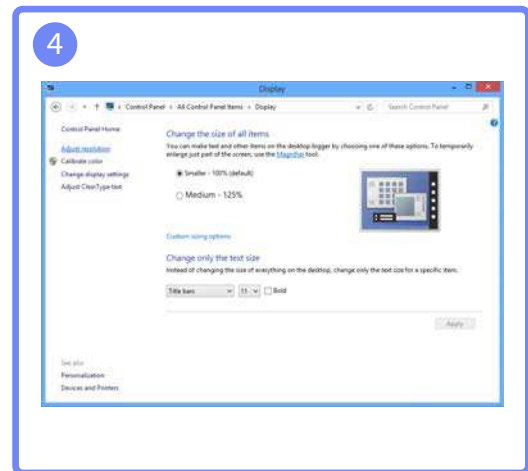 4
Display
Control Panel › All Control Panel Items › Display
Search Control Panel
Control Panel Home
Adjust resolution
Calibrate color
Change display settings
Adjust ClearType text
Change the size of all items
You can make text and other items on the desktop bigger by choosing one of these options. To temporarily
enlarge just part of the screen, use the Magnifier tool.
Smaller - 100% (default)
Medium - 125%
Custom sizing options
Change only the text size
Instead of changing the size of everything on the desktop, change only the text size for a specific item.
Title bars 11 Bold
Apply
See also
Personalization
Devices and Printers